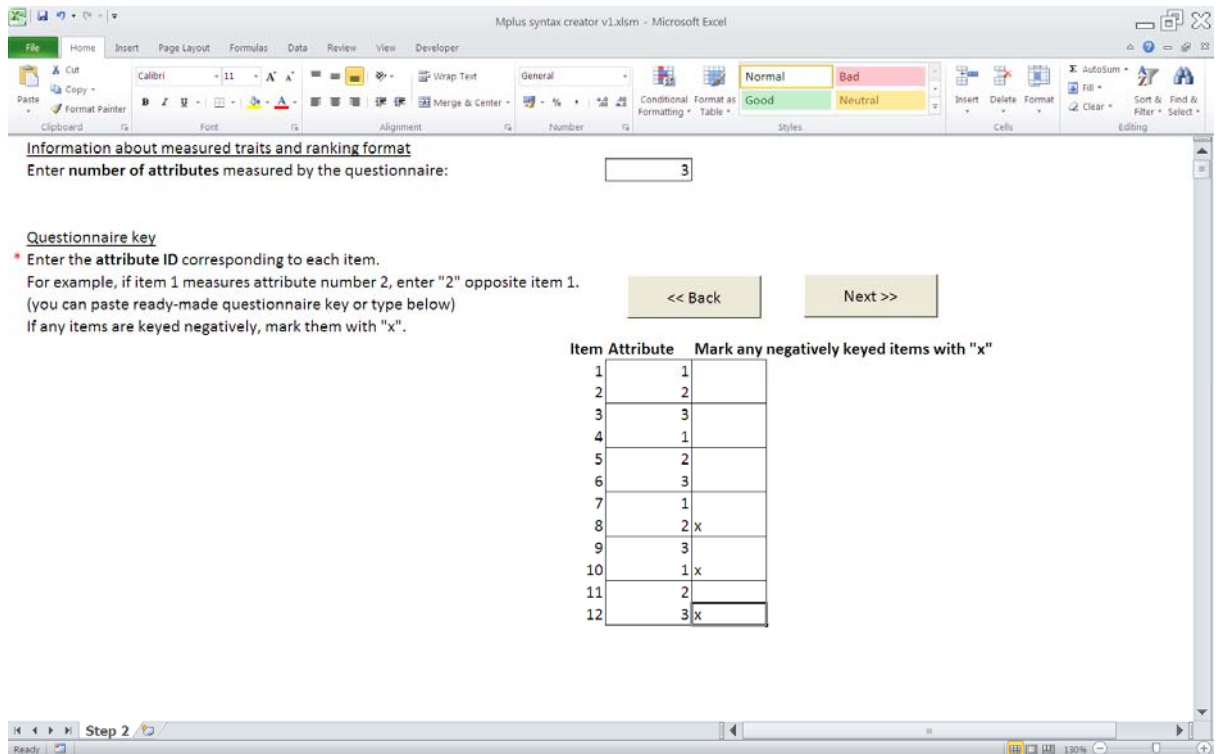 Mplus syntax creator v1.xlsm - Microsoft Excel
File Home Insert Page Layout Formulas Data Review View Developer
Paste
Cut
Copy
Format Painter
Clipboard
Calibri 11 A A
B I U A
Font
Wrap Text
Merge & Center
Alignment
General
% ,
Number
Conditional Formatting
Format as Table
Normal Bad
Good Neutral
Styles
Insert Delete Format
Cells
Σ AutoSum
Fill
Clear
Sort & Filter
Find & Select
Editing
Information about measured traits and ranking format
Enter number of attributes measured by the questionnaire: 3
Questionnaire key
* Enter the attribute ID corresponding to each item.
For example, if item 1 measures attribute number 2, enter "2" opposite item 1.
(you can paste ready-made questionnaire key or type below)
If any items are keyed negatively, mark them with "x".
<< Back Next >>
Item Attribute Mark any negatively keyed items with "x"
1 1
2 2
3 3
4 1
5 2
6 3
7 1
8 2 x
9 3
10 1 x
11 2
12 3 x
Step 2
Ready 130%